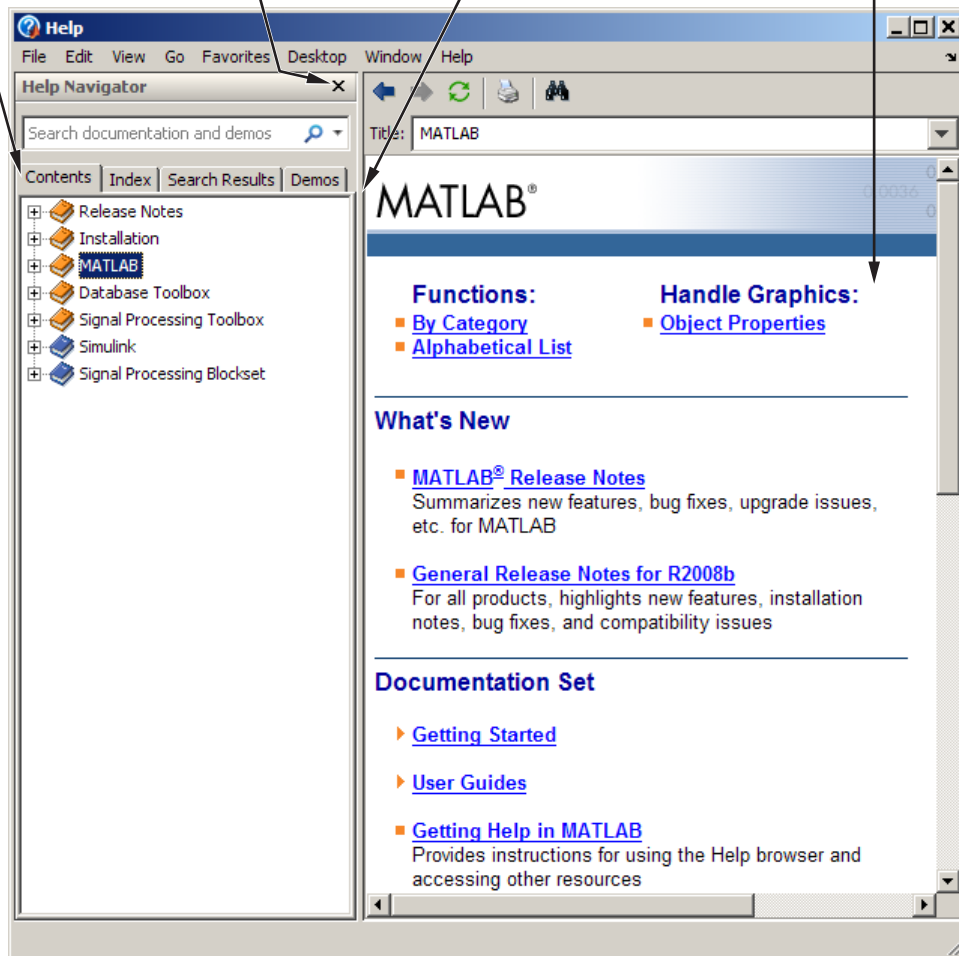 Help
File Edit View Go Favorites Desktop Window Help
Help Navigator
Search documentation and demos
Contents Index Search Results Demos
Release Notes
Installation
MATLAB
Database Toolbox
Signal Processing Toolbox
Simulink
Signal Processing Blockset
Title: MATLAB
MATLAB®
0.0036
Functions:
By Category
Alphabetical List
Handle Graphics:
Object Properties
What's New
MATLAB® Release Notes
Summarizes new features, bug fixes, upgrade issues,
etc. for MATLAB
General Release Notes for R2008b
For all products, highlights new features, installation
notes, bug fixes, and compatibility issues
Documentation Set
Getting Started
User Guides
Getting Help in MATLAB
Provides instructions for using the Help browser and
accessing other resources